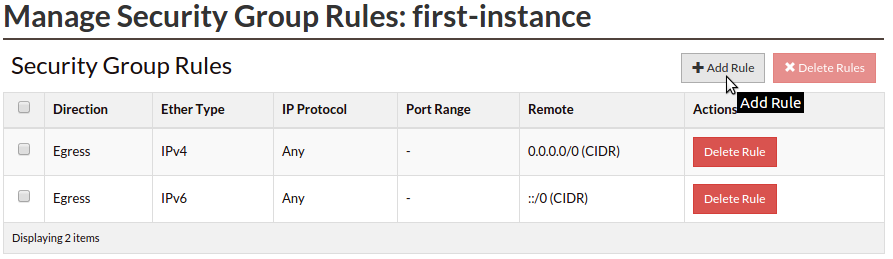 Manage Security Group Rules: first-instance
Security Group Rules
+ Add Rule ✖ Delete Rules
Add Rule
Direction Ether Type IP Protocol Port Range Remote Actions
Egress IPv4 Any - 0.0.0.0/0 (CIDR) Delete Rule
Egress IPv6 Any - ::/0 (CIDR) Delete Rule
Displaying 2 items